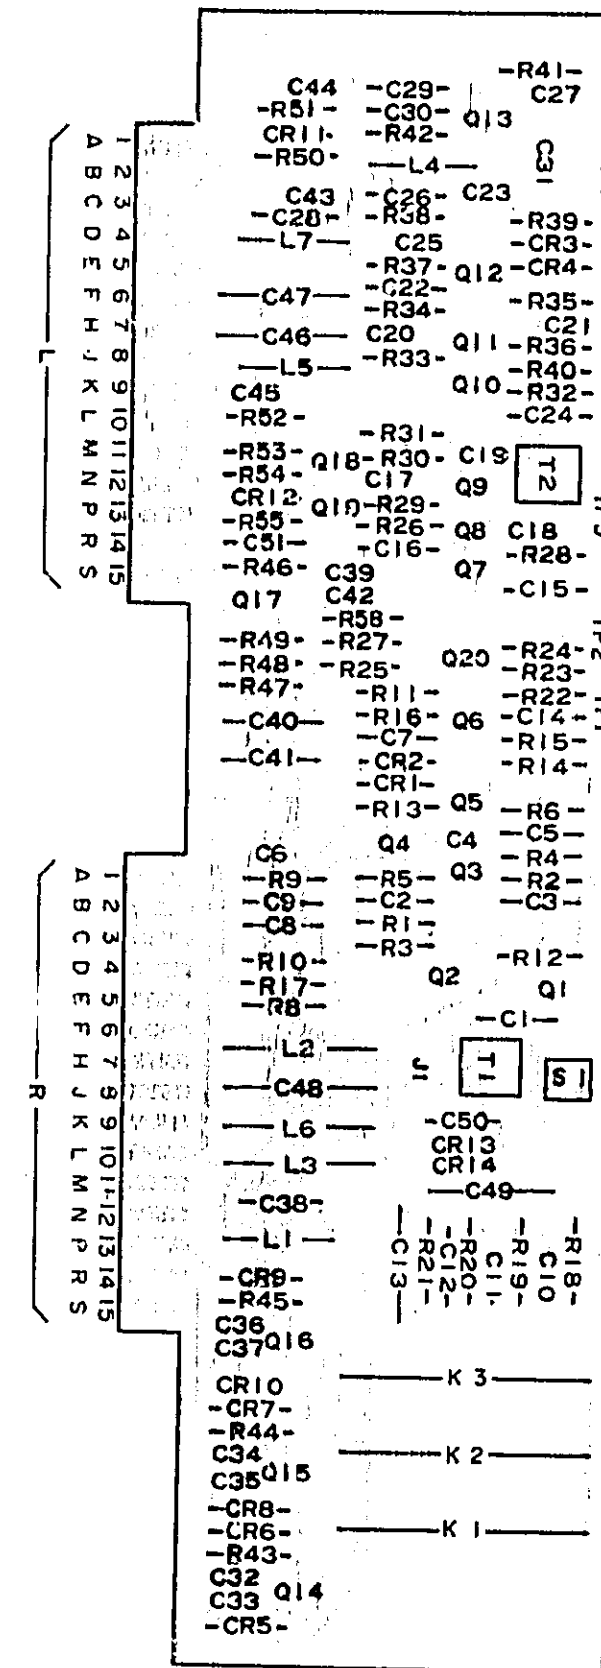 -R41-
C44 -C29- C27
-R51- -C30- Q13
CR11- -R42-
-R50- -L4- C31
C43 -C26- C23
-C28- -R38- -R39-
-L7- C25 -CR3-
-R37- Q12 -CR4-
-C22-
-C47- -R34- -R35-
C21
-C46- C20 Q11 -R36-
-L5- -R33- -R40-
C45 Q10 -R32-
-R52- -C24-
-R31-
-R53- Q18 -R30- C19 T2
-R54- C17 Q9
CR12- Q19 -R29-
-R55- -R26- Q8 C18
-C51- -C16- -R28-
-R46- C39 Q7
Q17 C42 -C15-
-R58-
-R49- -R27- -R24- TP2
-R48- -R25- Q20 -R23-
-R47- -R11- -R22-
-C40- -R16- Q6 -C14-
-C7- -R15-
-C41- -CR2- -R14-
-CR1-
-R13- Q5 -R6-
C6 Q4 C4 -C5-
-R4-
-R9- -R5- Q3 -R2-
-C9- -C2- -C3-
-C8- -R1-
-R3-
-R10- -R12-
-R17- Q2 Q1
-R8-
-C1-
-L2- J1 T1 S1
-C48-
-L6- -C50-
CR13
-L3- CR14
-C49-
-C38-
-L1- -C13- -R21- -C12- -R20- C11- -R19- C10 -R18-
-CR9-
-R45-
C36
C37 Q16
-K3-
CR10
-CR7-
-R44-
C34 -K2-
C35 Q15
-CR8-
-CR6- -K1-
-R43-
C32
C33 Q14
-CR5-
1 2 3 4 5 6 7 8 9 10 11 12 13 14 15
A B C D E F H J K L M N P R S
L
1 2 3 4 5 6 7 8 9 10 11 12 13 14 15
A B C D E F H J K L M N P R S
R